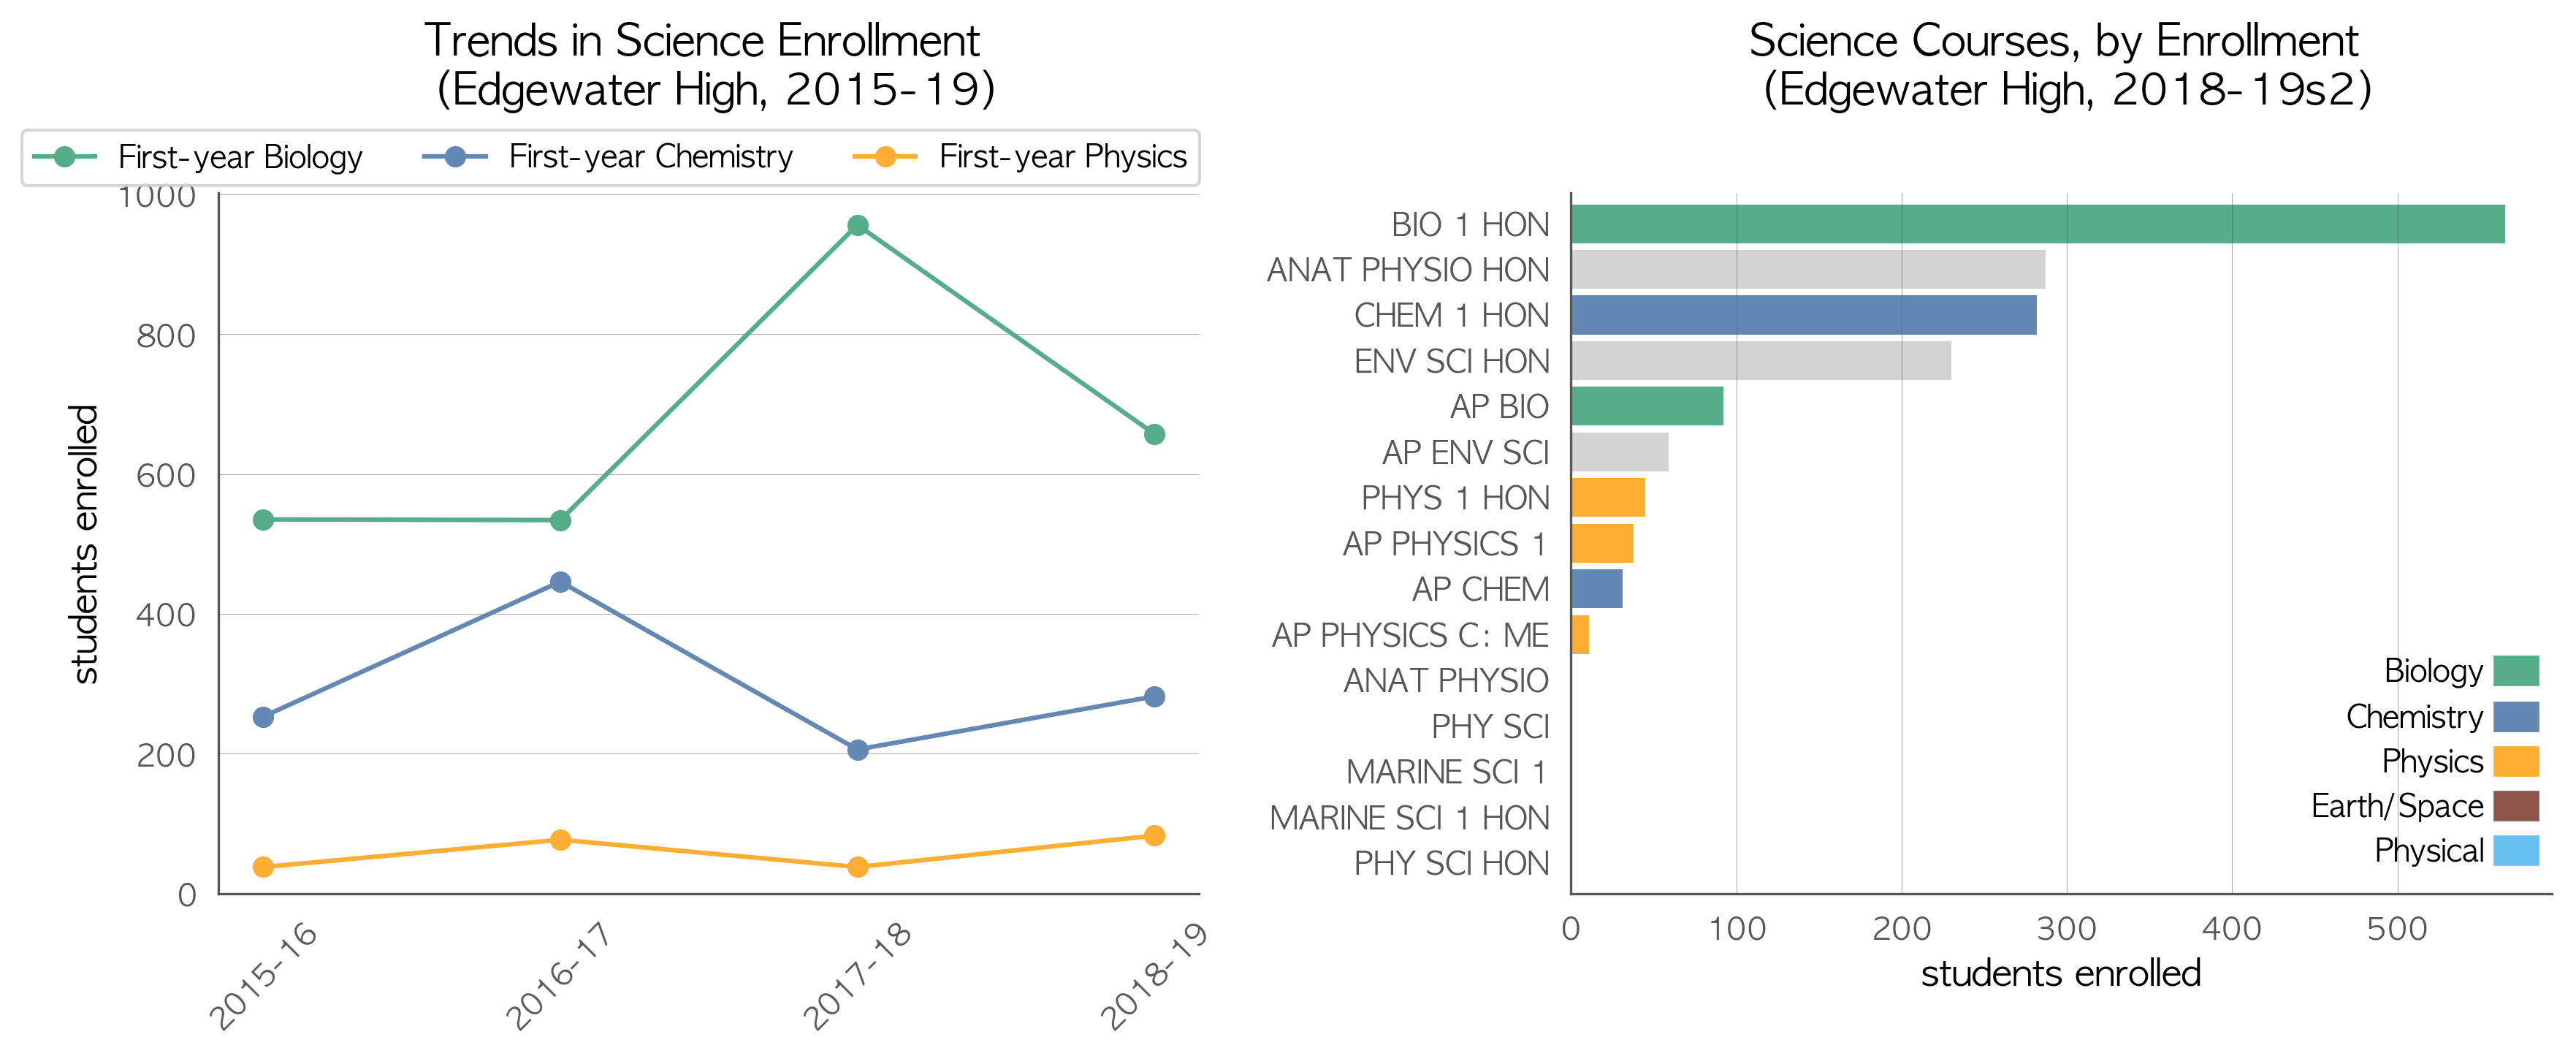 Trends in Science Enrollment
(Edgewater High, 2015-19)
First-year Biology
First-year Chemistry
First-year Physics
1000
800
600
400
200
0
students enrolled
2015-16
2016-17
2017-18
2018-19
Science Courses, by Enrollment
(Edgewater High, 2018-19s2)
BIO 1 HON
ANAT PHYSIO HON
CHEM 1 HON
ENV SCI HON
AP BIO
AP ENV SCI
PHYS 1 HON
AP PHYSICS 1
AP CHEM
AP PHYSICS C: ME
ANAT PHYSIO
PHY SCI
MARINE SCI 1
MARINE SCI 1 HON
PHY SCI HON
Biology
Chemistry
Physics
Earth/Space
Physical
0
100
200
300
400
500
students enrolled